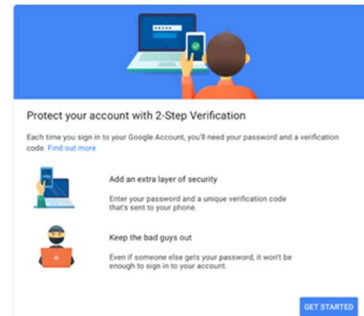 Protect your account with 2-Step Verification
Each time you sign in to your Google Account, you'll need your password and a verification
code. Find out more
Add an extra layer of security
Enter your password and a unique verification code
that's sent to your phone.
Keep the bad guys out
Even if someone else gets your password, it won't be
enough to sign in to your account.
GET STARTED